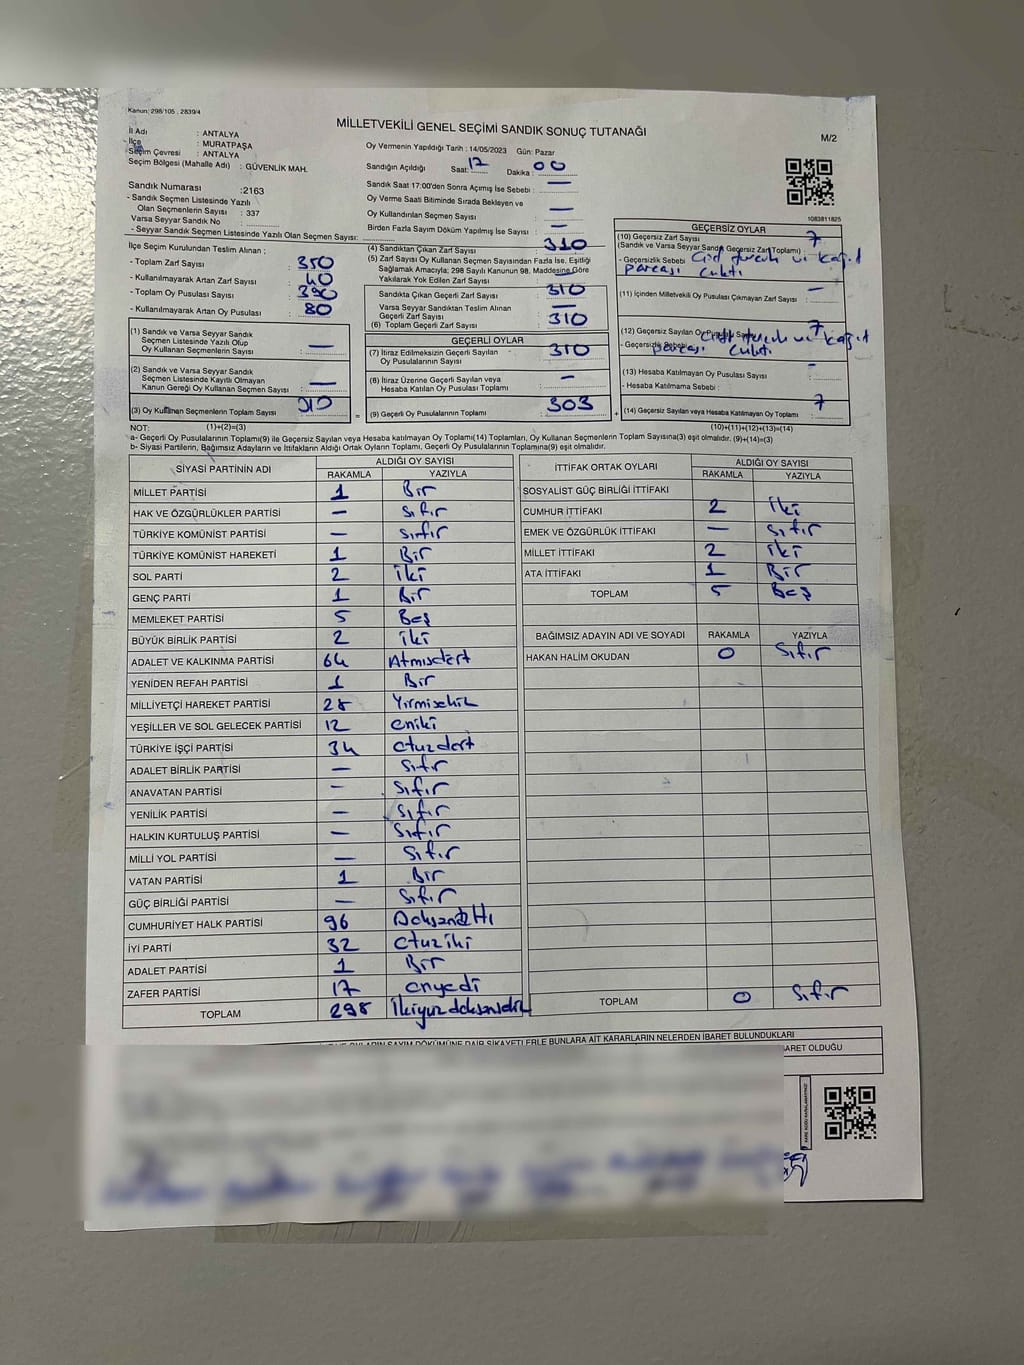 Kanun: 298/105 , 2839/4
MİLLETVEKİLİ GENEL SEÇİMİ SANDIK SONUÇ TUTANAĞI
M/2
İl Adı : ANTALYA
İlçe : MURATPAŞA
Seçim Çevresi : ANTALYA
Seçim Bölgesi (Mahalle Adı) : GÜVENLİK MAH.
Oy Vermenin Yapıldığı Tarih : 14/05/2023 Gün: Pazar
Sandığın Açıldığı Saat: 17 Dakika : 00
Sandık Numarası :2163
- Sandık Seçmen Listesinde Yazılı
Olan Seçmenlerin Sayısı : 337
Varsa Seyyar Sandık No :
- Seyyar Sandık Seçmen Listesinde Yazılı Olan Seçmen Sayısı:
Sandık Saat 17:00'den Sonra Açımış İse Sebebi : —
Oy Verme Saati Bitiminde Sırada Bekleyen ve
Oy Kullandırılan Seçmen Sayısı : —
Birden Fazla Sayım Döküm Yapılmış İse Sayısı : —
1083811825
İlçe Seçim Kurulundan Teslim Alınan ;
- Toplam Zarf Sayısı : 350
- Kullanılmayarak Artan Zarf Sayısı : 40
- Toplam Oy Pusulası Sayısı : 390
- Kullanılmayarak Artan Oy Pusulası : 80
(4) Sandıktan Çıkan Zarf Sayısı : 310
(5) Zarf Sayısı Oy Kullanan Seçmen Sayısından Fazla İse, Eşitliği
Sağlamak Amacıyla; 298 Sayılı Kanunun 98. Maddesine Göre
Yakılarak Yok Edilen Zarf Sayısı : —
Sandıkta Çıkan Geçerli Zarf Sayısı : 310
Varsa Seyyar Sandıktan Teslim Alınan
Geçerli Zarf Sayısı : —
(6) Toplam Geçerli Zarf Sayısı : 310
GEÇERSİZ OYLAR
(10) Geçersiz Zarf Sayısı : 7
(Sandık ve Varsa Seyyar Sandık Geçersiz Zarf Toplamı)
- Geçersizlik Sebebi : ve kağıt
parçası çıktı
(11) İçinden Milletvekili Oy Pusulası Çıkmayan Zarf Sayısı : —
(12) Geçersiz Sayılan Oy Pusulası Sayısı : 7
- Geçersizlik Sebebi : ve kağıt
parçası çıktı
(13) Hesaba Katılmayan Oy Pusulası Sayısı : -
- Hesaba Katılmama Sebebi :
(14) Geçersiz Sayılan veya Hesaba Katılmayan Oy Toplamı : 7
(1) Sandık ve Varsa Seyyar Sandık
Seçmen Listesinde Yazılı Olup
Oy Kullanan Seçmenlerin Sayısı : —
(2) Sandık ve Varsa Seyyar Sandık
Seçmen Listesinde Kayıtlı Olmayan
Kanun Gereği Oy Kullanan Seçmen Sayısı : —
(3) Oy Kullanan Seçmenlerin Toplam Sayısı : 310
GEÇERLİ OYLAR
(7) İtiraz Edilmeksizin Geçerli Sayılan
Oy Pusulalarının Sayısı : 310
(8) İtiraz Üzerine Geçerli Sayılan veya
Hesaba Katılan Oy Pusulası Toplamı : —
(9) Geçerli Oy Pusulalarının Toplamı : 303
NOT: (1)+(2)=(3)
(10)+(11)+(12)+(13)=(14)
a- Geçerli Oy Pusulalarının Toplamı(9) ile Geçersiz Sayılan veya Hesaba katılmayan Oy Toplamı(14) Toplamları, Oy Kullanan Seçmenlerin Toplam Sayısına(3) eşit olmalıdır. (9)+(14)=(3)
b- Siyasi Partilerin, Bağımsız Adayların ve İttifakların Aldığı Ortak Oyların Toplamı, Geçerli Oy Pusulalarının Toplamına(9) eşit olmalıdır.
SİYASİ PARTİNİN ADI ALDIĞI OY SAYISI
RAKAMLA YAZIYLA
MİLLET PARTİSİ 1 Bir
HAK VE ÖZGÜRLÜKLER PARTİSİ — Sıfır
TÜRKİYE KOMÜNİST PARTİSİ — Sıfır
TÜRKİYE KOMÜNİST HAREKETİ 1 Bir
SOL PARTİ 2 iki
GENÇ PARTİ 1 Bir
MEMLEKET PARTİSİ 5 Beş
BÜYÜK BİRLİK PARTİSİ 2 iki
ADALET VE KALKINMA PARTİSİ 64 Atmısdört
YENİDEN REFAH PARTİSİ 1 Bir
MİLLİYETÇİ HAREKET PARTİSİ 28 Yirmisekiz
YEŞİLLER VE SOL GELECEK PARTİSİ 12 oniki
TÜRKİYE İŞÇİ PARTİSİ 34 otuzdört
ADALET BİRLİK PARTİSİ — Sıfır
ANAVATAN PARTİSİ — Sıfır
YENİLİK PARTİSİ — Sıfır
HALKIN KURTULUŞ PARTİSİ — Sıfır
MİLLİ YOL PARTİSİ — Sıfır
VATAN PARTİSİ 1 Bir
GÜÇ BİRLİĞİ PARTİSİ — Sıfır
CUMHURİYET HALK PARTİSİ 96 Doksanaltı
İYİ PARTİ 32 otuziki
ADALET PARTİSİ 1 Bir
ZAFER PARTİSİ 17 onyedi
TOPLAM 298 İkiyüzdoksansekiz
İTTİFAK ORTAK OYLARI ALDIĞI OY SAYISI
RAKAMLA YAZIYLA
SOSYALİST GÜÇ BİRLİĞİ İTTİFAKI
CUMHUR İTTİFAKI 2 iki
EMEK VE ÖZGÜRLÜK İTTİFAKI — Sıfır
MİLLET İTTİFAKI 2 iki
ATA İTTİFAKI 1 Bir
TOPLAM 5 Beş
BAĞIMSIZ ADAYIN ADI VE SOYADI RAKAMLA YAZIYLA
HAKAN HALİM OKUDAN 0 Sıfır
TOPLAM 0 Sıfır
OYLARIN SAYIM DÖKÜMÜNE DAİR ŞİKAYETLERLE BUNLARA AİT KARARLARIN NELERDEN İBARET BULUNDUKLARI